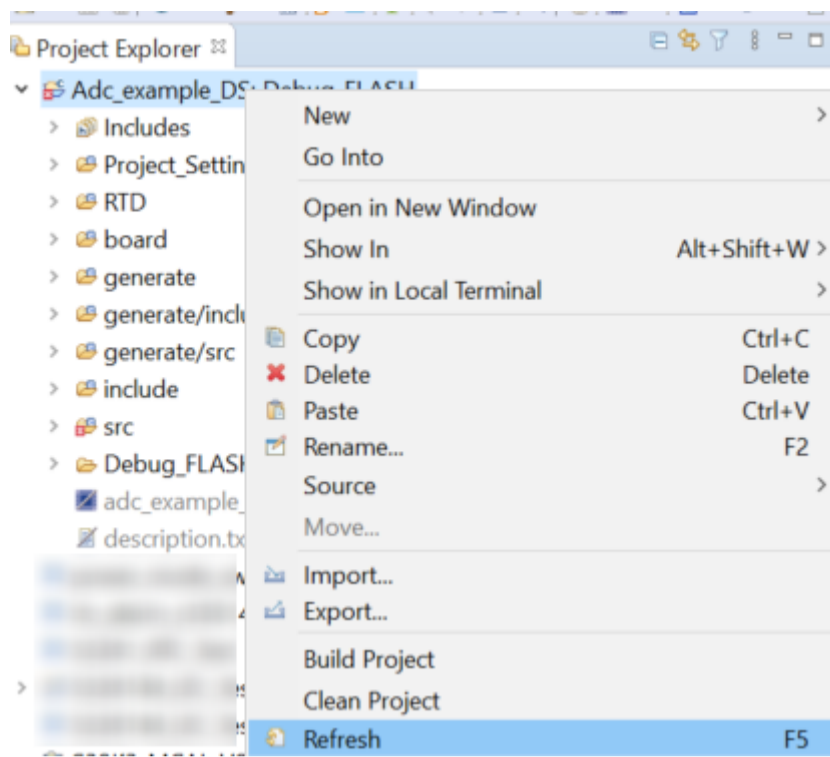 Project Explorer
Adc_example_DS: Debug_FLASH
New
Includes
Go Into
Project_Settin
RTD
Open in New Window
board
Show In Alt+Shift+W
generate
Show in Local Terminal
generate/inclu
generate/src
Copy Ctrl+C
include
Delete Delete
src
Paste Ctrl+V
Rename... F2
Debug_FLASH
Source
adc_example_
Move...
description.tx
Import...
Export...
Build Project
Clean Project
Refresh F5